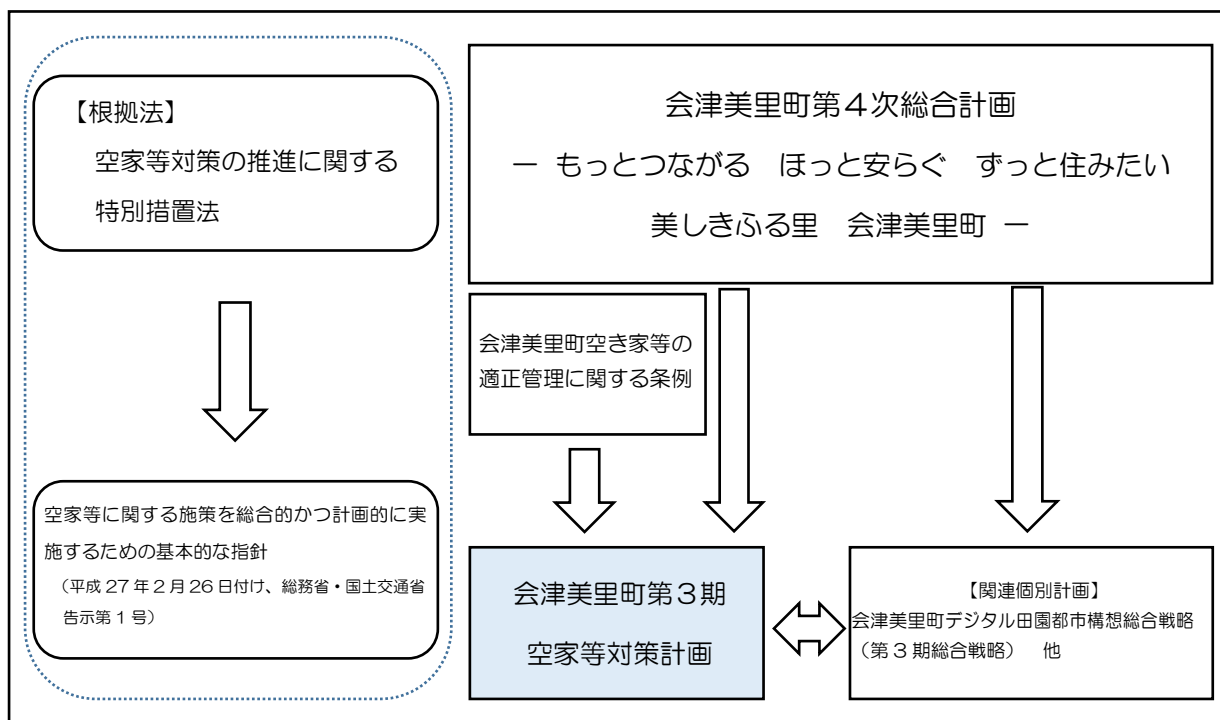 【根拠法】
空家等対策の推進に関する
特別措置法
空家等に関する施策を総合的かつ計画的に実
施するための基本的な指針
（平成 27 年 2 月 26 日付け、総務省・国土交通省
告示第 1 号）
会津美里町第４次総合計画
－ もっとつながる　ほっと安らぐ　ずっと住みたい
美しきふる里　会津美里町 －
会津美里町空き家等の
適正管理に関する条例
会津美里町第３期
空家等対策計画
【関連個別計画】
会津美里町デジタル田園都市構想総合戦略
（第 3 期総合戦略）　他